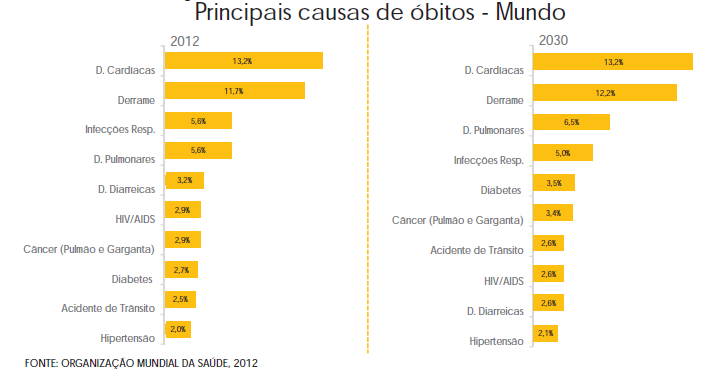 Principais causas de óbitos - Mundo
2012
D. Cardíacas 13,2%
Derrame 11,7%
Infecções Resp. 5,6%
D. Pulmonares 5,6%
D. Diarreicas 3,2%
HIV/AIDS 2,9%
Câncer (Pulmão e Garganta) 2,9%
Diabetes 2,7%
Acidente de Trânsito 2,5%
Hipertensão 2,0%
2030
D. Cardíacas 13,2%
Derrame 12,2%
D. Pulmonares 6,5%
Infecções Resp. 5,0%
Diabetes 3,5%
Câncer (Pulmão e Garganta) 3,4%
Acidente de Trânsito 2,6%
HIV/AIDS 2,6%
D. Diarreicas 2,6%
Hipertensão 2,1%
FONTE: ORGANIZAÇÃO MUNDIAL DA SAÚDE, 2012